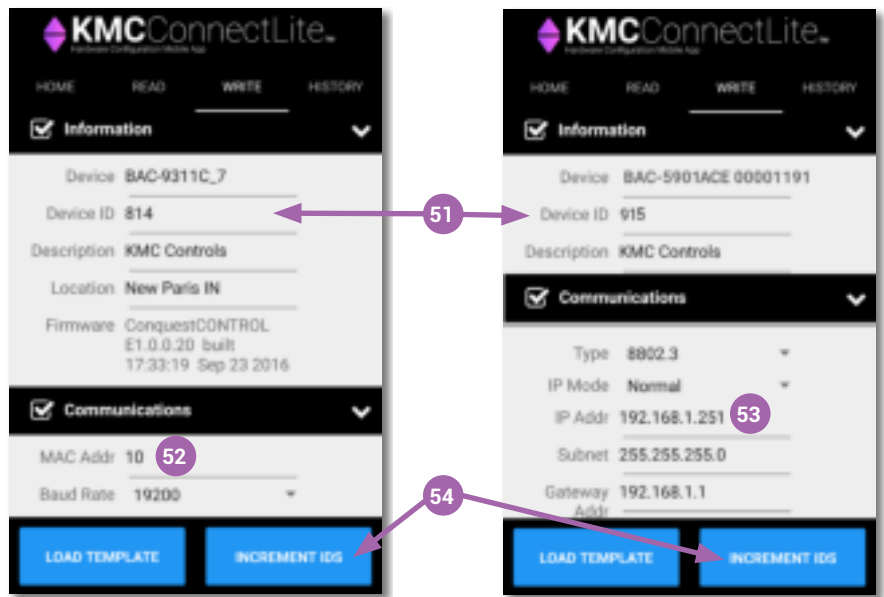 KMCConnectLite™
Hardware Configuration Mobile App
HOME READ WRITE HISTORY
Information
Device BAC-9311C_7
Device ID 814
Description KMC Controls
Location New Paris IN
Firmware ConquestCONTROL
E1.0.0.20 built
17:33:19 Sep 23 2016
Communications
MAC Addr 10
52
Baud Rate 19200
LOAD TEMPLATE INCREMENT IDS
51
54
KMCConnectLite™
Hardware Configuration Mobile App
HOME READ WRITE HISTORY
Information
Device BAC-5901ACE 00001191
Device ID 915
Description KMC Controls
Communications
Type 8802.3
IP Mode Normal
IP Addr 192.168.1.251
53
Subnet 255.255.255.0
Gateway 192.168.1.1
Addr
LOAD TEMPLATE INCREMENT IDS